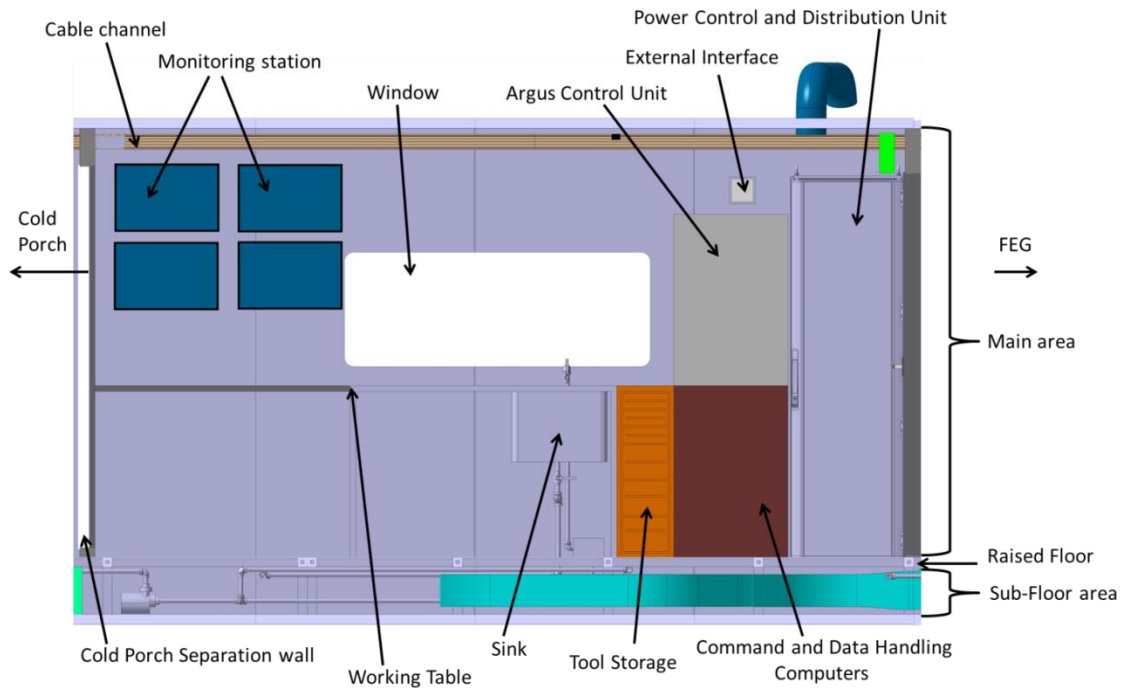 Power Control and Distribution Unit
Cable channel
External Interface
Monitoring station
Window
Argus Control Unit
Cold
Porch
FEG
Main area
Raised Floor
Sub-Floor area
Cold Porch Separation wall
Sink
Tool Storage
Command and Data Handling
Computers
Working Table